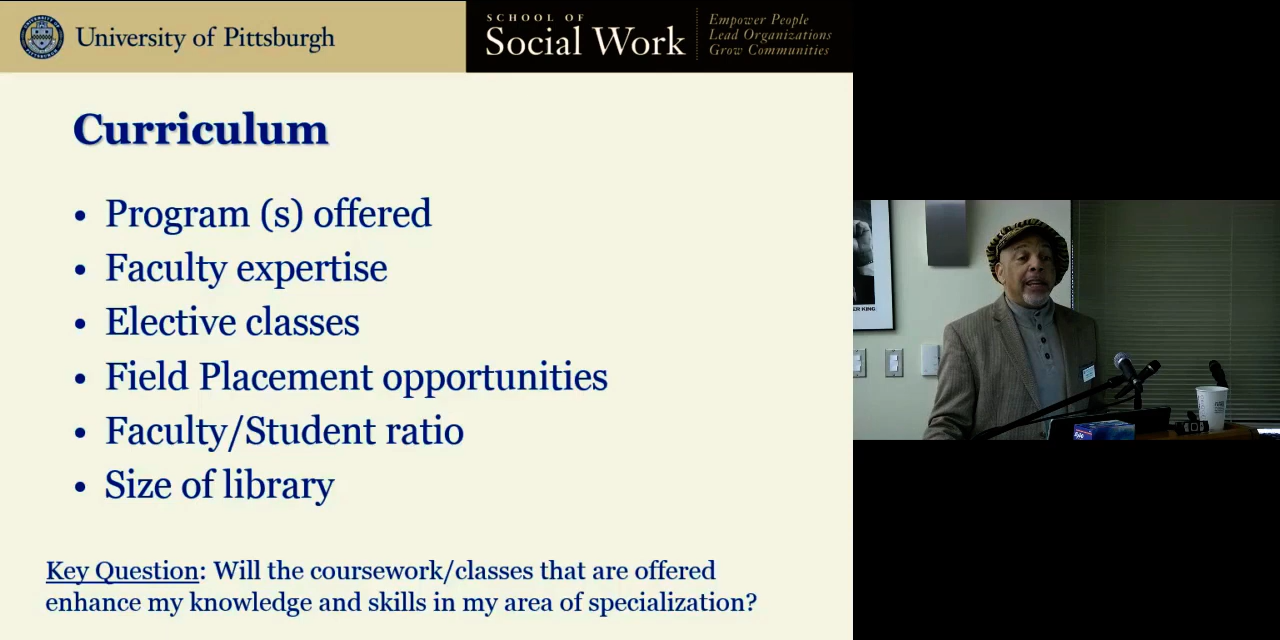 University of Pittsburgh
SCHOOL OF
Social Work
Empower People
Lead Organizations
Grow Communities
Curriculum
• Program (s) offered
• Faculty expertise
• Elective classes
• Field Placement opportunities
• Faculty/Student ratio
• Size of library
Key Question: Will the coursework/classes that are offered
enhance my knowledge and skills in my area of specialization?
ER KING